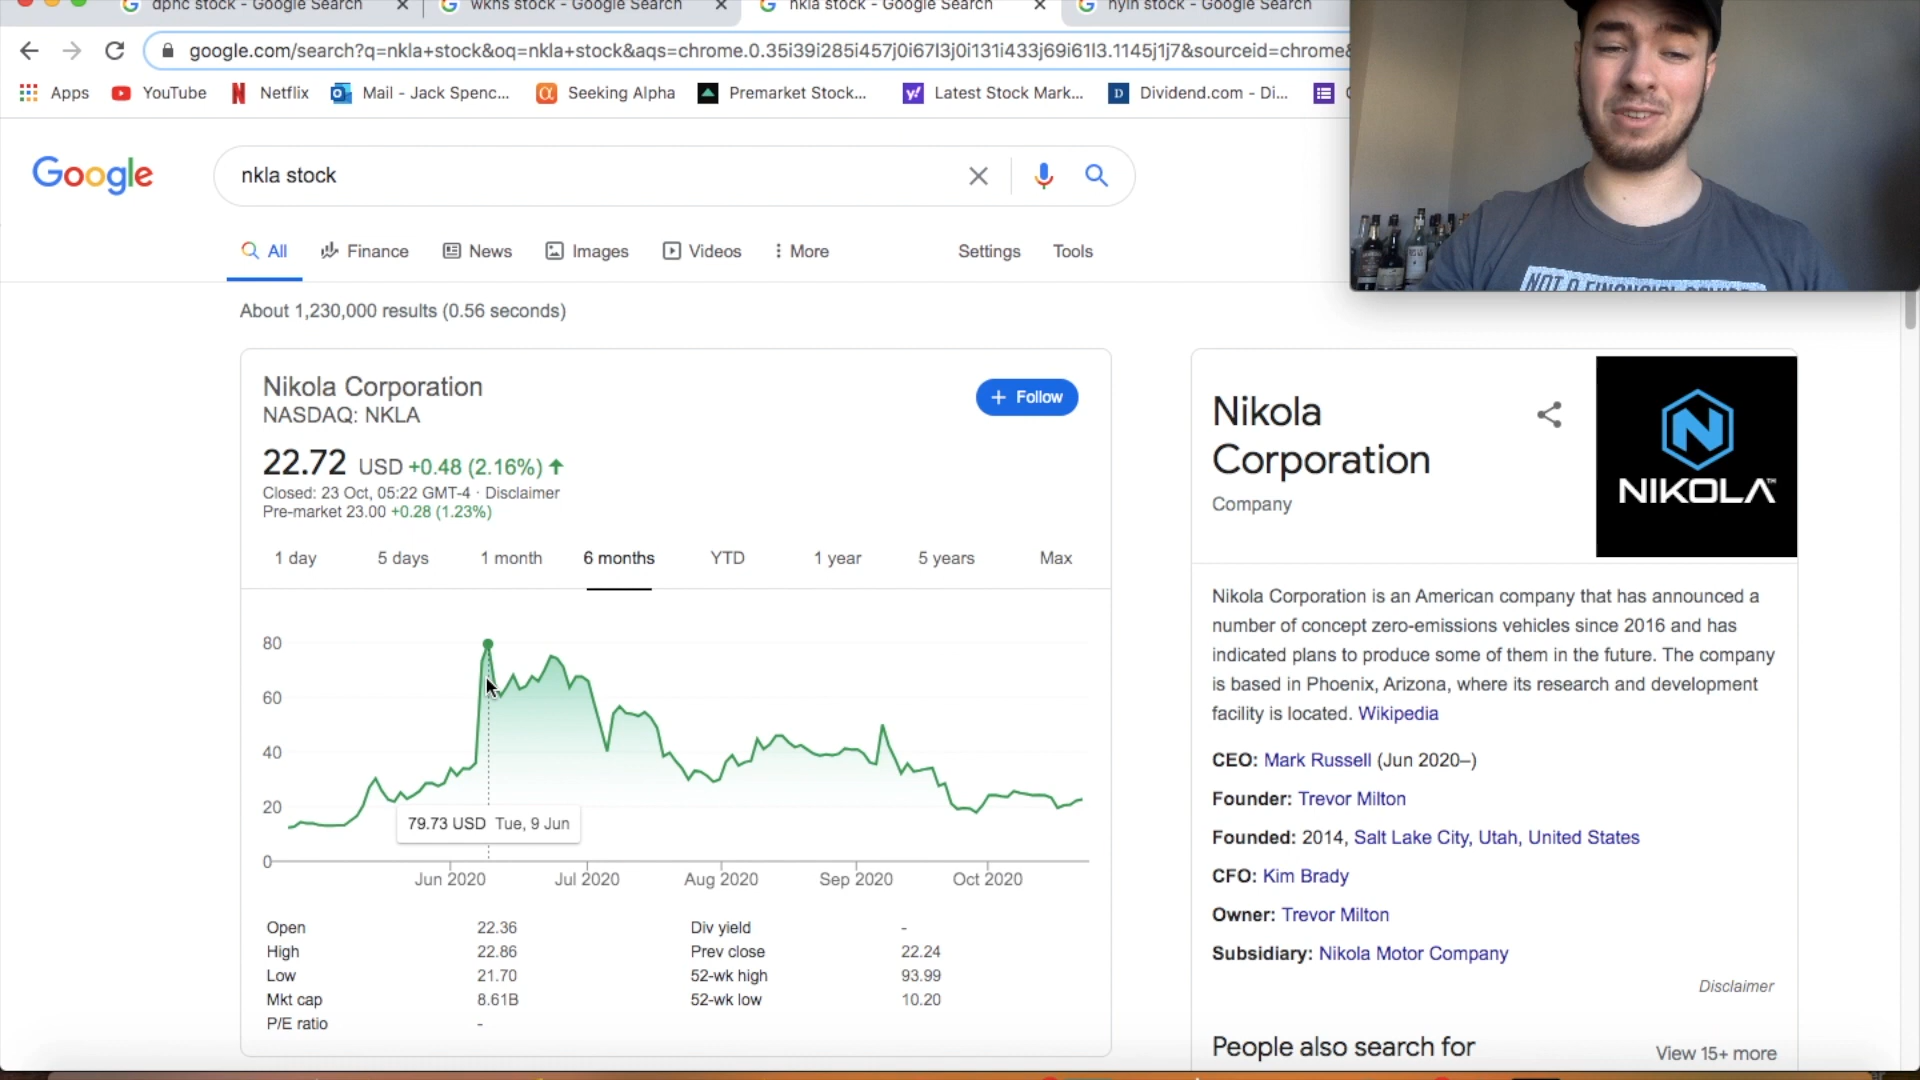 dphc stock - Google Search
wkhs stock - Google Search
nkla stock - Google Search
hyln stock - Google Search
google.com/search?q=nkla+stock&oq=nkla+stock&aqs=chrome.0.35i39i285i457j0i67l3j0i131i433j69i61l3.1145j1j7&sourceid=chrome&
Apps
YouTube
Netflix
Mail - Jack Spenc...
Seeking Alpha
Premarket Stock...
Latest Stock Mark...
Dividend.com - Di...
NOT A FINANCIAL
Google
nkla stock
All
Finance
News
Images
Videos
More
Settings
Tools
About 1,230,000 results (0.56 seconds)
Nikola Corporation
NASDAQ: NKLA
+ Follow
22.72 USD +0.48 (2.16%)
Closed: 23 Oct, 05:22 GMT-4 · Disclaimer
Pre-market 23.00 +0.28 (1.23%)
1 day
5 days
1 month
6 months
YTD
1 year
5 years
Max
80
60
40
20
0
79.73 USD Tue, 9 Jun
Jun 2020
Jul 2020
Aug 2020
Sep 2020
Oct 2020
Open 22.36
High 22.86
Low 21.70
Mkt cap 8.61B
P/E ratio -
Div yield -
Prev close 22.24
52-wk high 93.99
52-wk low 10.20
Nikola
Corporation
Company
NIKOLA™
Nikola Corporation is an American company that has announced a
number of concept zero-emissions vehicles since 2016 and has
indicated plans to produce some of them in the future. The company
is based in Phoenix, Arizona, where its research and development
facility is located. Wikipedia
CEO: Mark Russell (Jun 2020–)
Founder: Trevor Milton
Founded: 2014, Salt Lake City, Utah, United States
CFO: Kim Brady
Owner: Trevor Milton
Subsidiary: Nikola Motor Company
Disclaimer
People also search for
View 15+ more